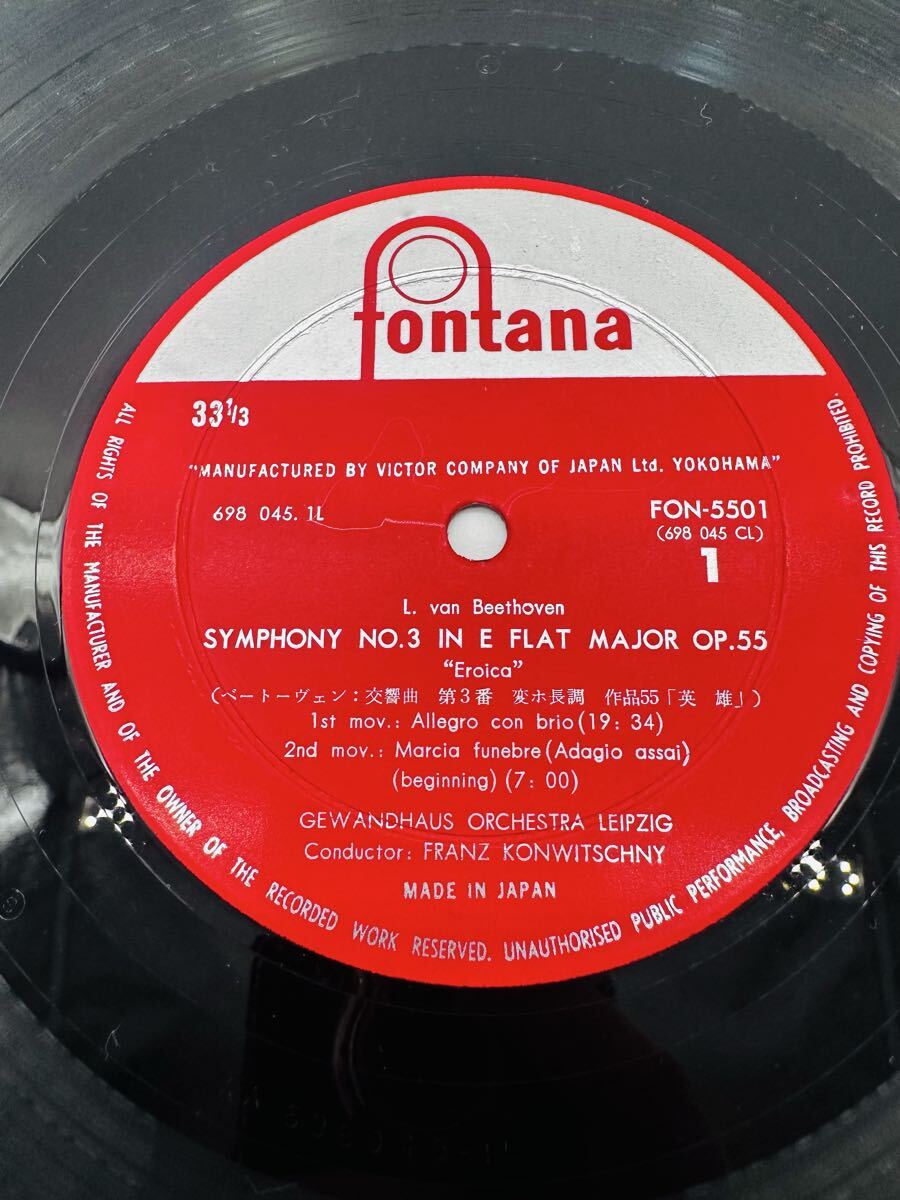 fontana
33 1/3
"MANUFACTURED BY VICTOR COMPANY OF JAPAN Ltd. YOKOHAMA"
698 045. 1L
FON-5501
(698 045 CL)
1
L. van Beethoven
SYMPHONY NO.3 IN E FLAT MAJOR OP.55
"Eroica"
(ベートーヴェン：交響曲 第3番 変ホ長調 作品55「英 雄」)
1st mov.: Allegro con brio (19: 34)
2nd mov.: Marcia funebre (Adagio assai)
(beginning) (7: 00)
GEWANDHAUS ORCHESTRA LEIPZIG
Conductor: FRANZ KONWITSCHNY
MADE IN JAPAN
ALL RIGHTS OF THE MANUFACTURER AND OF THE OWNER OF THE RECORDED WORK RESERVED. UNAUTHORISED PUBLIC PERFORMANCE, BROADCASTING AND COPYING OF THIS RECORD PROHIBITED.